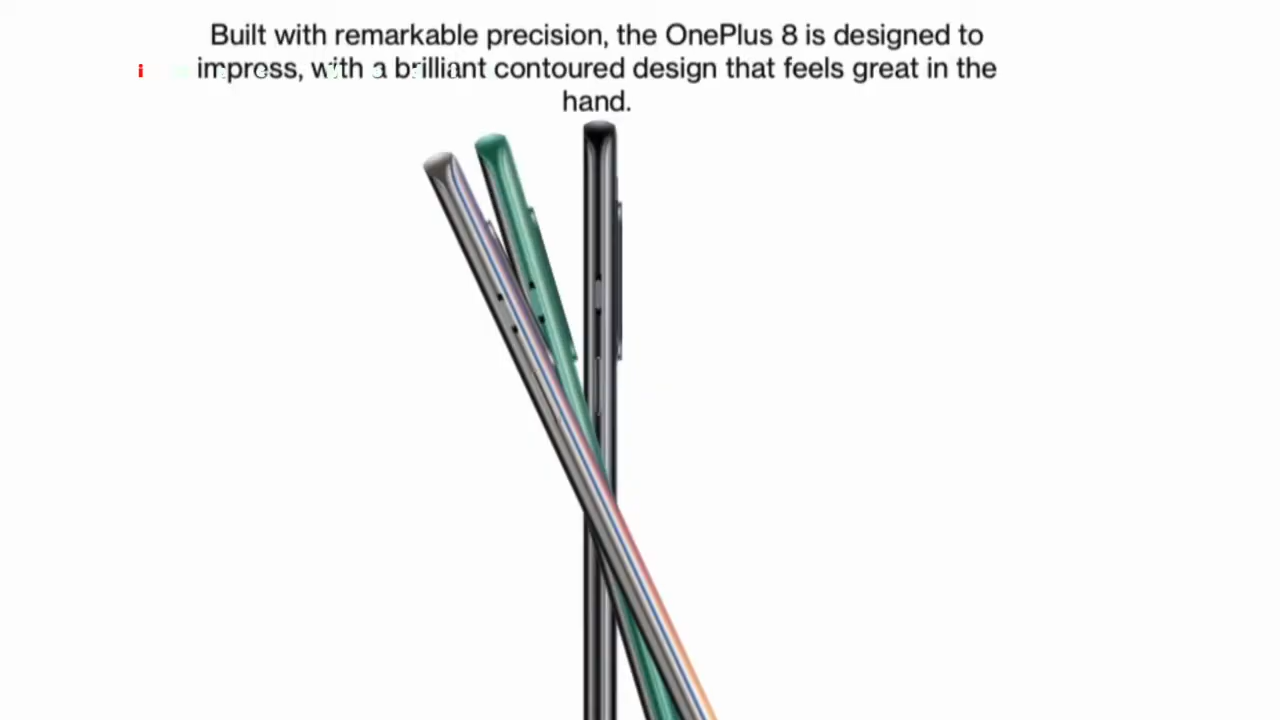 Built with remarkable precision, the OnePlus 8 is designed to
impress, with a brilliant contoured design that feels great in the
hand.